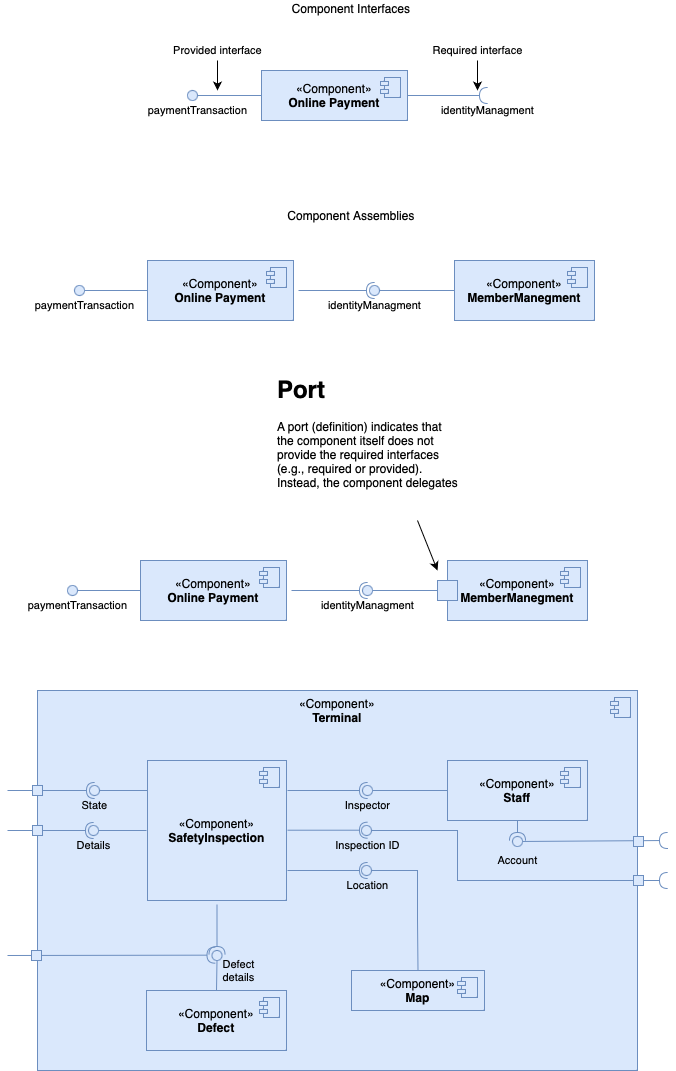 Component Interfaces
Provided interface
Required interface
«Component»
Online Payment
paymentTransaction
identityManagment
Component Assemblies
«Component»
Online Payment
paymentTransaction
identityManagment
«Component»
MemberManegment
Port
A port (definition) indicates that
the component itself does not
provide the required interfaces
(e.g., required or provided).
Instead, the component delegates
«Component»
Online Payment
paymentTransaction
identityManagment
«Component»
MemberManegment
«Component»
Terminal
State
Details
«Component»
SafetyInspection
Inspector
Inspection ID
Location
«Component»
Staff
Account
Defect
details
«Component»
Defect
«Component»
Map